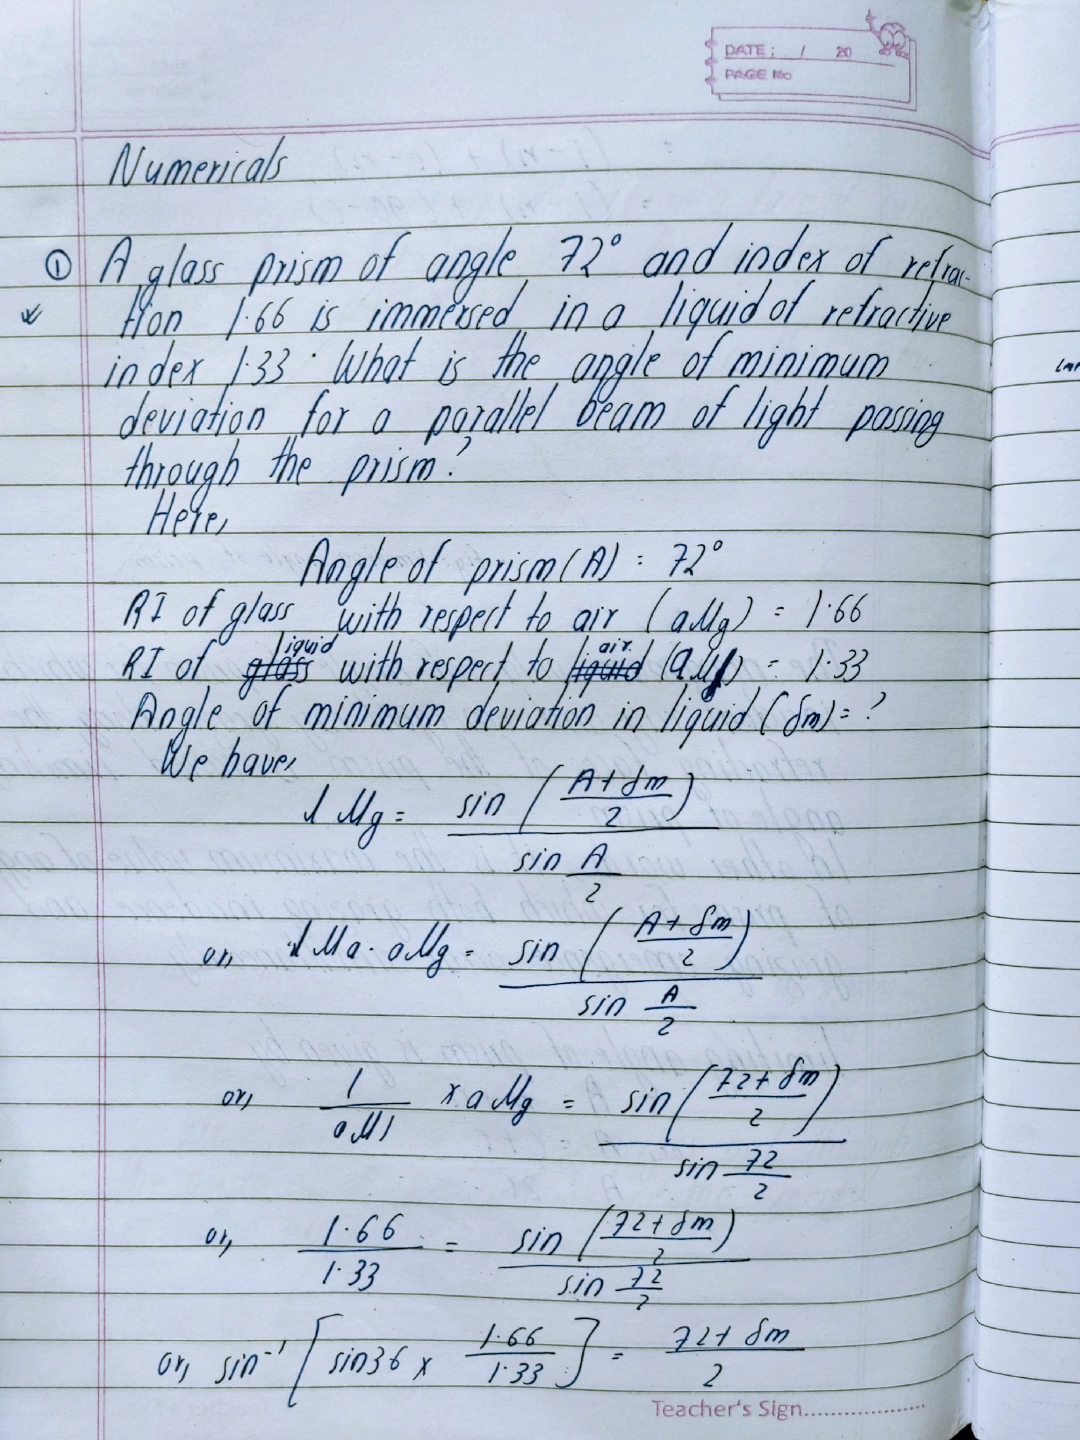 DATE: / 20
PAGE NO
Numericals
① A glass prism of angle 72° and index of refrac-
tion 1.66 is immersed in a liquid of refractive
index 1.33. What is the angle of minimum
deviation for a parallel beam of light passing
through the prism?
Here,
Angle of prism (A) = 72°
RI of glass with respect to air (aμg) = 1.66
RI of liquid with respect to air (aμl) = 1.33
Angle of minimum deviation in liquid (δm) = ?
We have,
lμg = sin ((A+δm)/2) / sin A/2
or, lμa · aμg = sin ((A+δm)/2) / sin A/2
or, 1/aμl × aμg = sin ((72+δm)/2) / sin 72/2
or, 1.66/1.33 = sin ((72+δm)/2) / sin 72/2
or, sin⁻¹ [sin36 × 1.66/1.33] = (72+δm)/2
Teacher's Sign..................